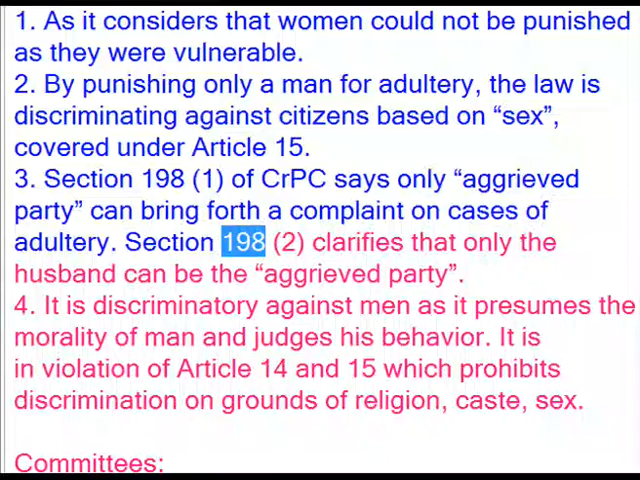 1. As it considers that women could not be punished
as they were vulnerable.
2. By punishing only a man for adultery, the law is
discriminating against citizens based on “sex”,
covered under Article 15.
3. Section 198 (1) of CrPC says only “aggrieved
party” can bring forth a complaint on cases of
adultery. Section 198 (2) clarifies that only the
husband can be the “aggrieved party”.
4. It is discriminatory against men as it presumes the
morality of man and judges his behavior. It is
in violation of Article 14 and 15 which prohibits
discrimination on grounds of religion, caste, sex.
Committees: